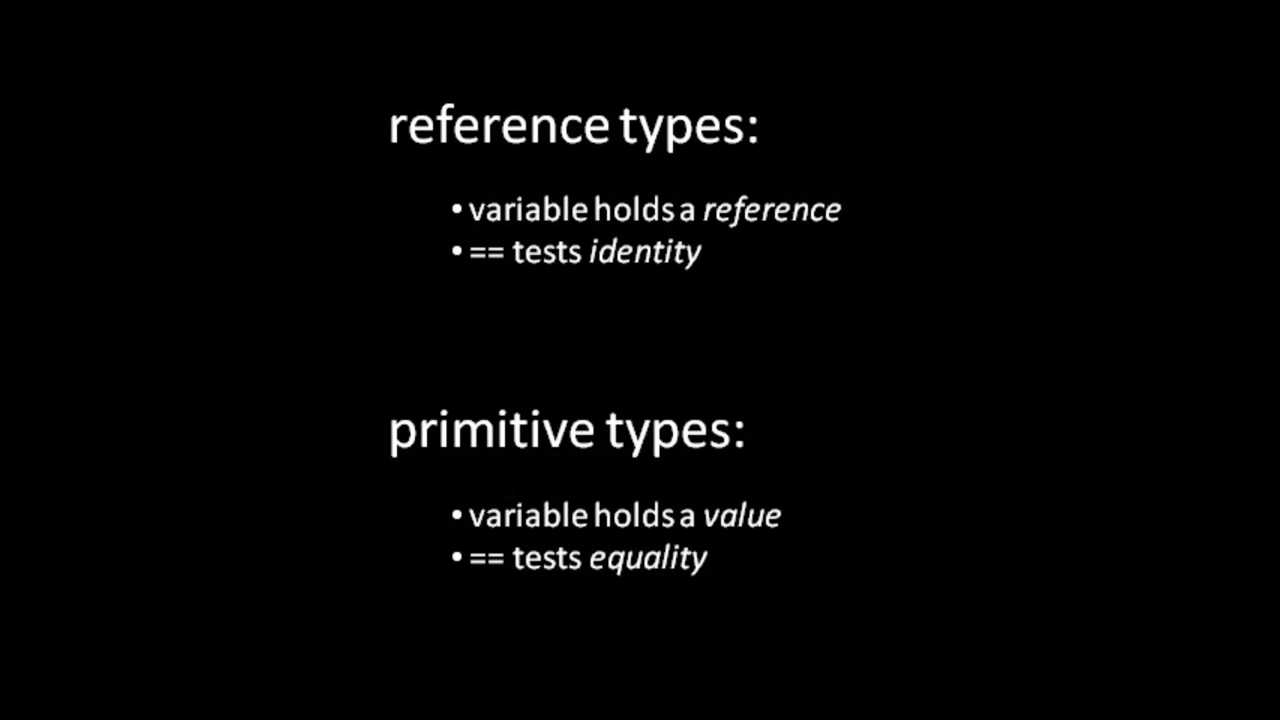 reference types:
• variable holds a reference
• == tests identity
primitive types:
• variable holds a value
• == tests equality